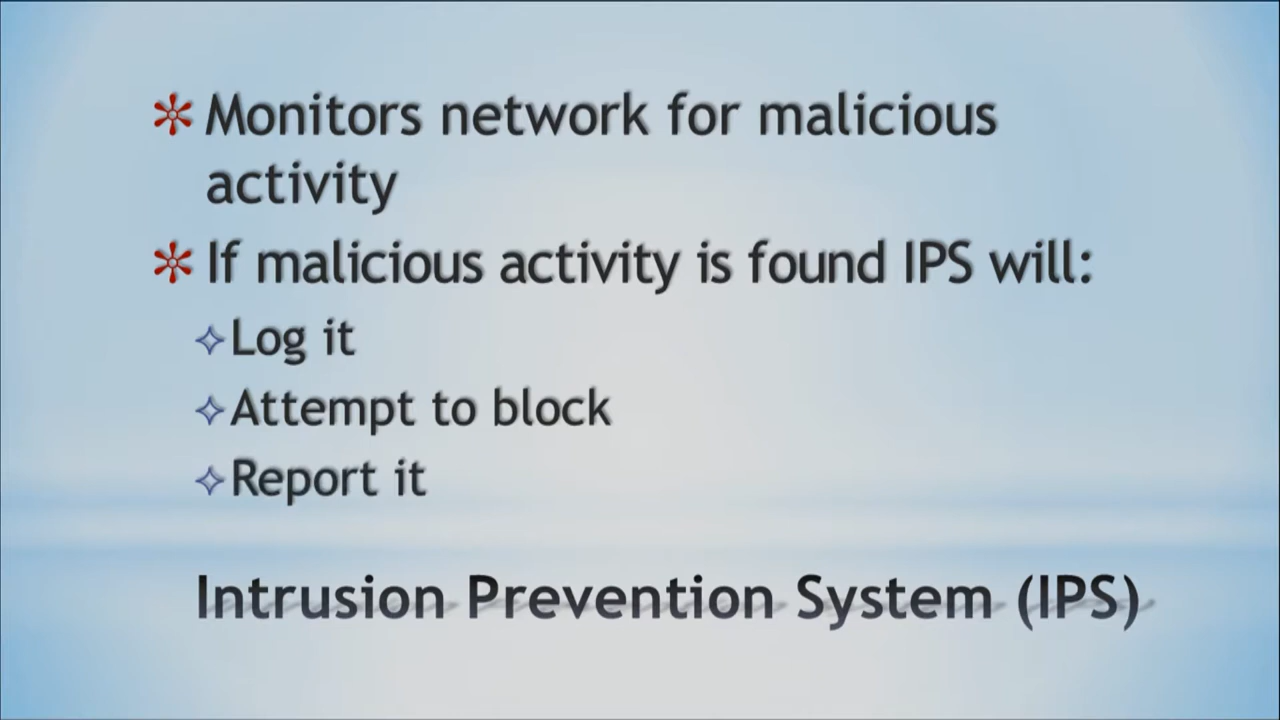 Monitors network for malicious
activity
If malicious activity is found IPS will:
Log it
Attempt to block
Report it
Intrusion Prevention System (IPS)